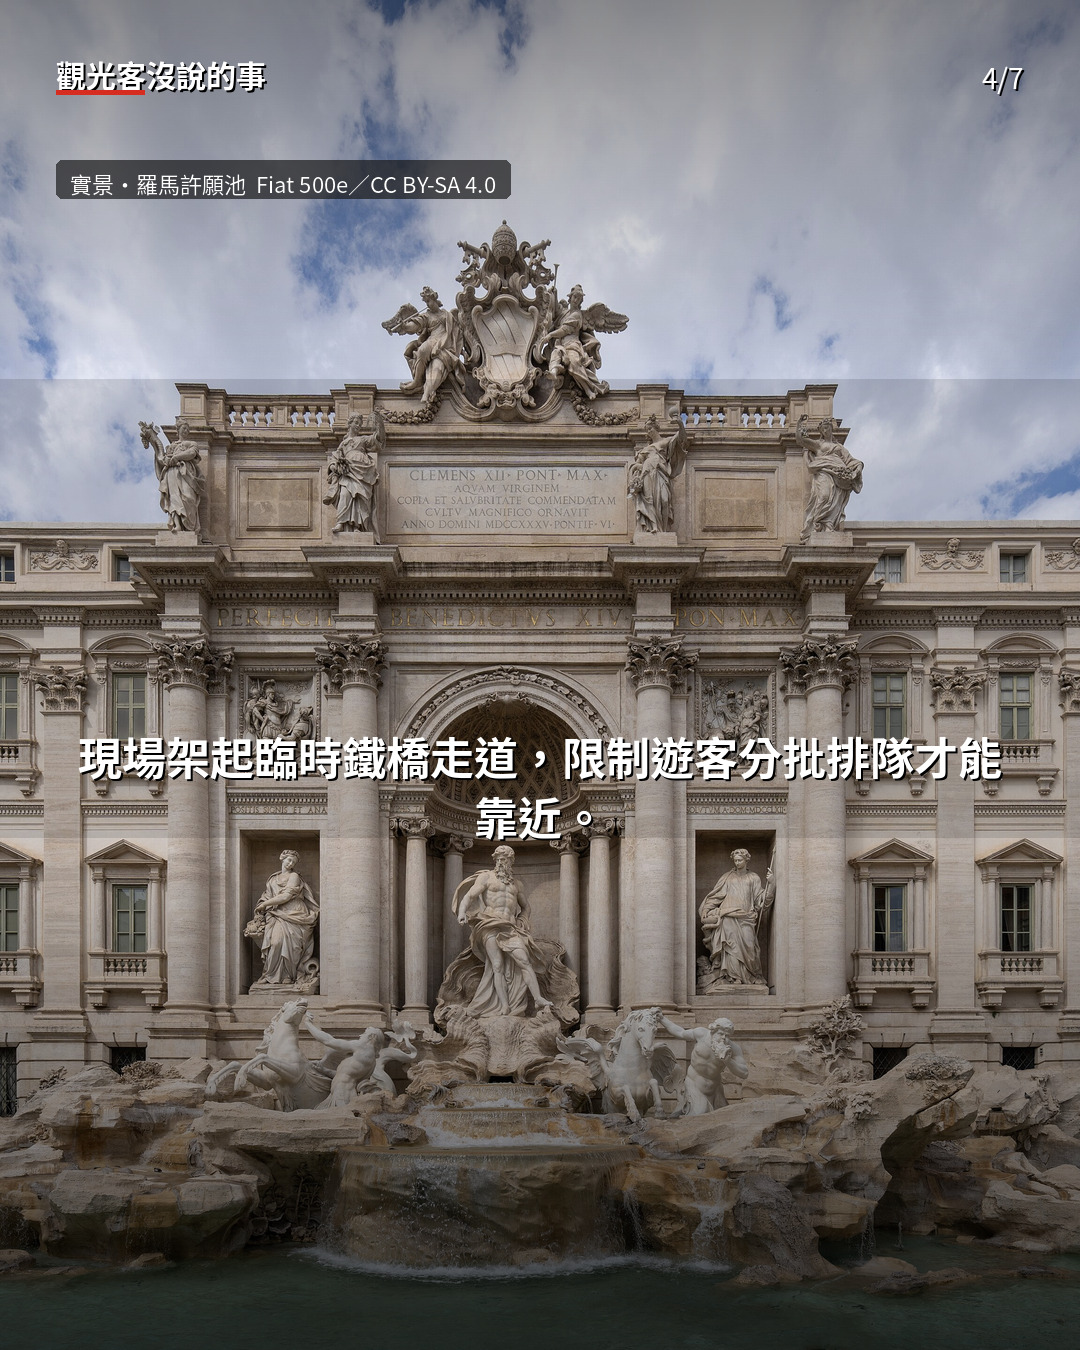 觀光客沒說的事
4/7
實景・羅馬許願池 Fiat 500e／CC BY-SA 4.0
CLEMENS XII· PONT· MAX·
AQVAM VIRGINEM
COPIA ET SALVBRITATE COMMENDATAM
CVLTV MAGNIFICO ORNAVIT
ANNO DOMINI MDCCXXXV·PONTIF·VI·
PERFECIT BENEDICTVS XIV PON·MAX
現場架起臨時鐵橋走道，限制遊客分批排隊才能
靠近。